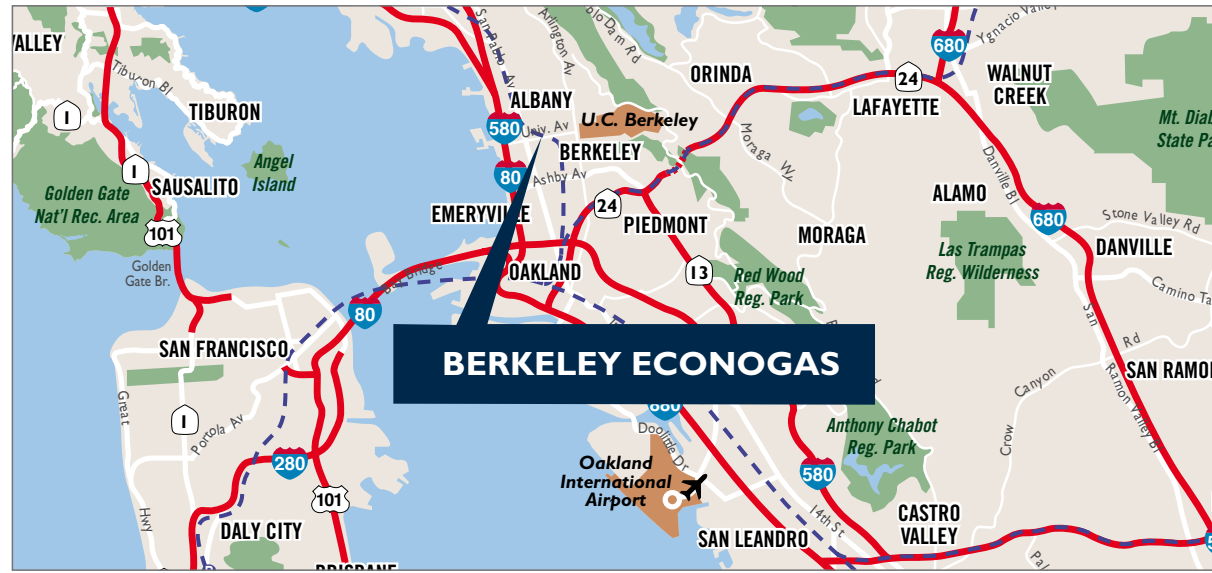 VALLEY
Tiburon Bl
TIBURON
1
Angel
Island
1
SAUSALITO
Golden Gate
Nat'l Rec. Area
101
Golden
Gate Br.
San Pablo Av
Arlington Av
Dam Rd
ORINDA
Ygnacio Valley
680
24
WALNUT
CREEK
LAFAYETTE
ALBANY
580
Univ. Av
U.C. Berkeley
BERKELEY
80
Ashby Av
Moraga Wy.
Mt. Diab
State Pa
Danville Bl
ALAMO
680
Stone Valley Rd
EMERYVILLE
24
PIEDMONT
MORAGA
DANVILLE
Las Trampas
Reg. Wilderness
OAKLAND
13
Red Wood
Reg. Park
Camino Ta
Bridge
80
SAN FRANCISCO
BERKELEY ECONOGAS
San
Ramon Valley Bl
SAN RAMO
Canyon
Rd
Crow
Great
Hwy
1
Portola Av
880
Doolittle Dr
Anthony Chabot
Reg. Park
280
Oakland
International
Airport
580
101
14th St
CASTRO
VALLEY
DALY CITY
SAN LEANDRO
BRISBANE